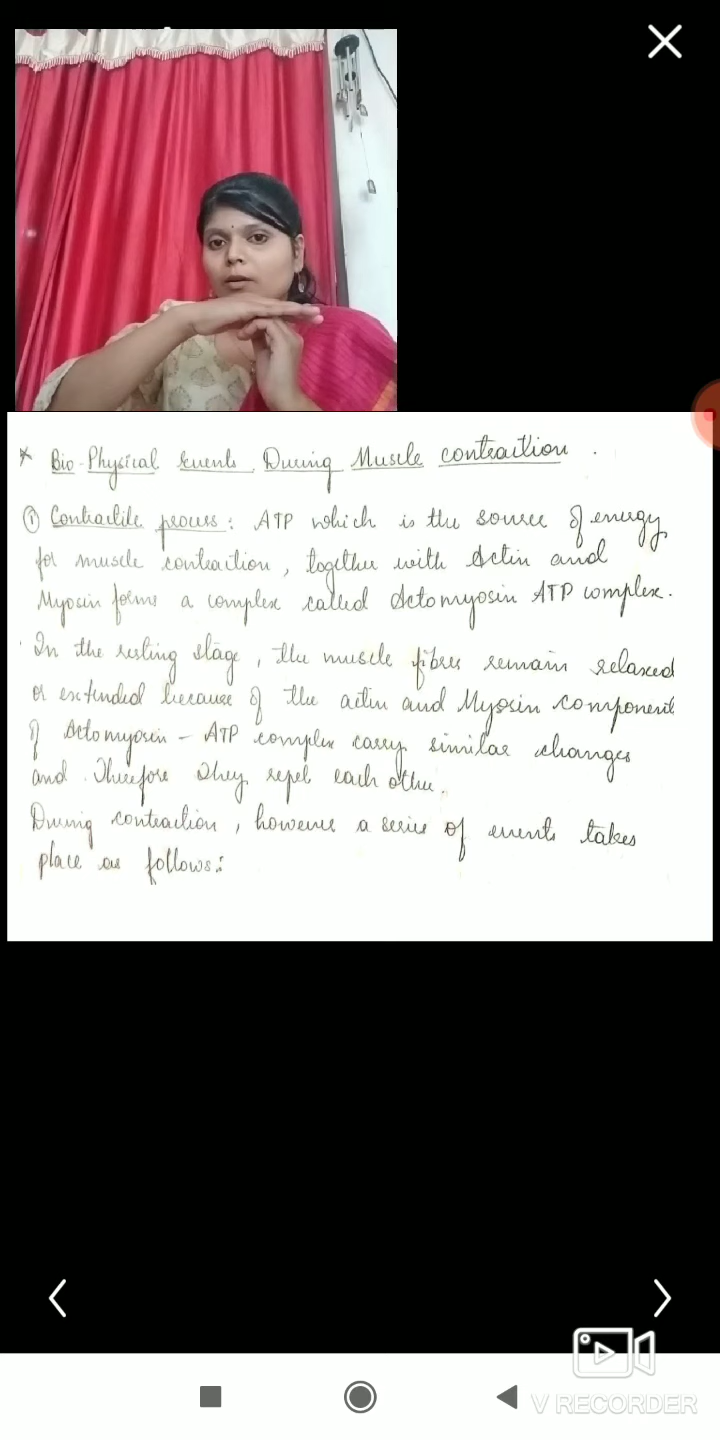 * Bio-Physical events During Muscle contraction.
① Contractile process: ATP which is the source of energy
for muscle contraction, together with Actin and
Myosin forms a complex called Actomyosin ATP complex.
In the resting stage, the muscle fibres remain relaxed
or extended because of the actin and Myosin component
of Actomyosin - ATP complex carry similar changes
and. Therefore They repel each other.
During contraction, however a series of events takes
place as follows:
V RECORDER